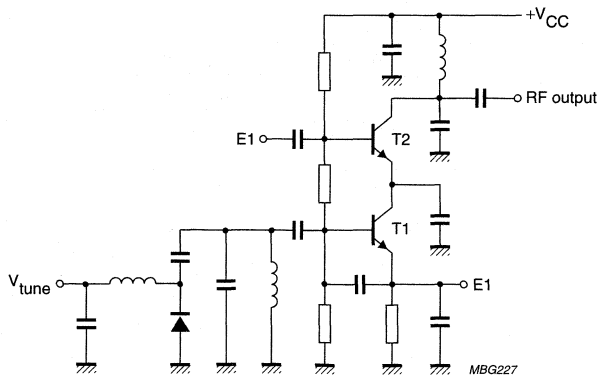 +VCC
RF output
E1
T2
T1
Vtune
E1
MBG227